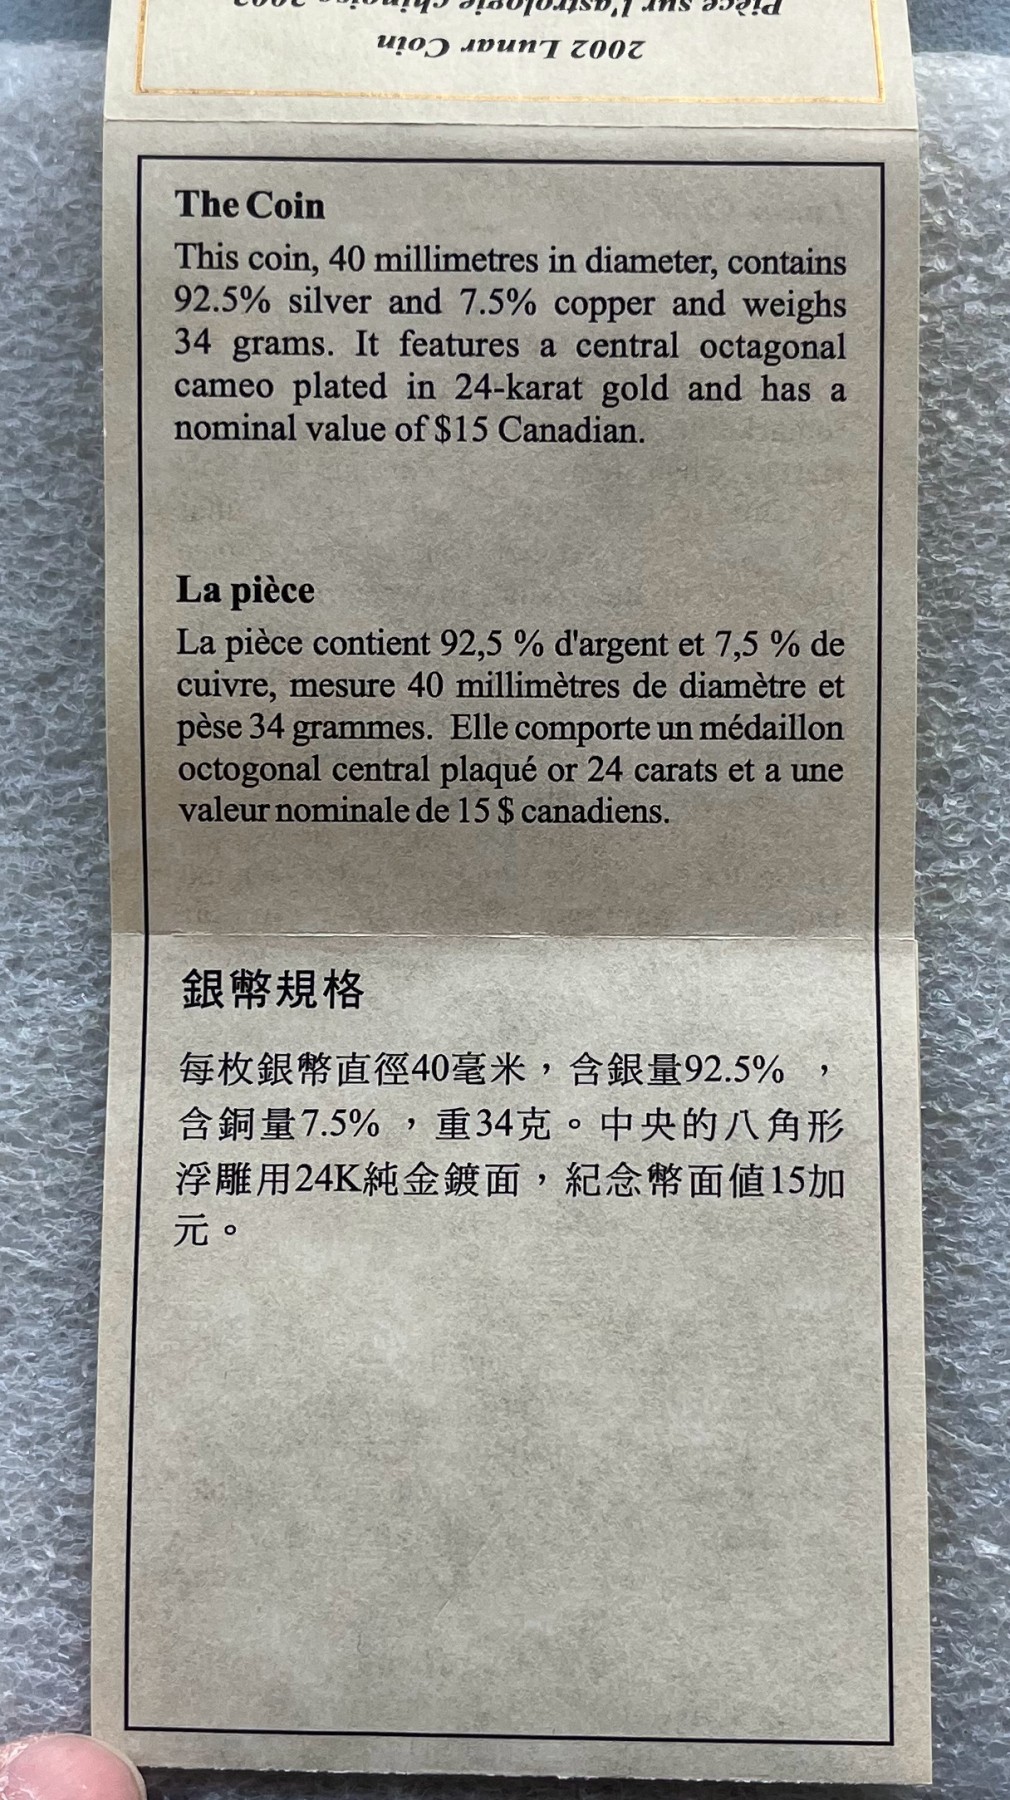 Pièce sur l'astrologie chinoise 2002
2002 Lunar Coin
The Coin
This coin, 40 millimetres in diameter, contains
92.5% silver and 7.5% copper and weighs
34 grams. It features a central octagonal
cameo plated in 24-karat gold and has a
nominal value of $15 Canadian.
La pièce
La pièce contient 92,5 % d'argent et 7,5 % de
cuivre, mesure 40 millimètres de diamètre et
pèse 34 grammes. Elle comporte un médaillon
octogonal central plaqué or 24 carats et a une
valeur nominale de 15 $ canadiens.
銀幣規格
每枚銀幣直徑40毫米，含銀量92.5% ，
含銅量7.5% ，重34克。中央的八角形
浮雕用24K純金鍍面，紀念幣面值15加
元。